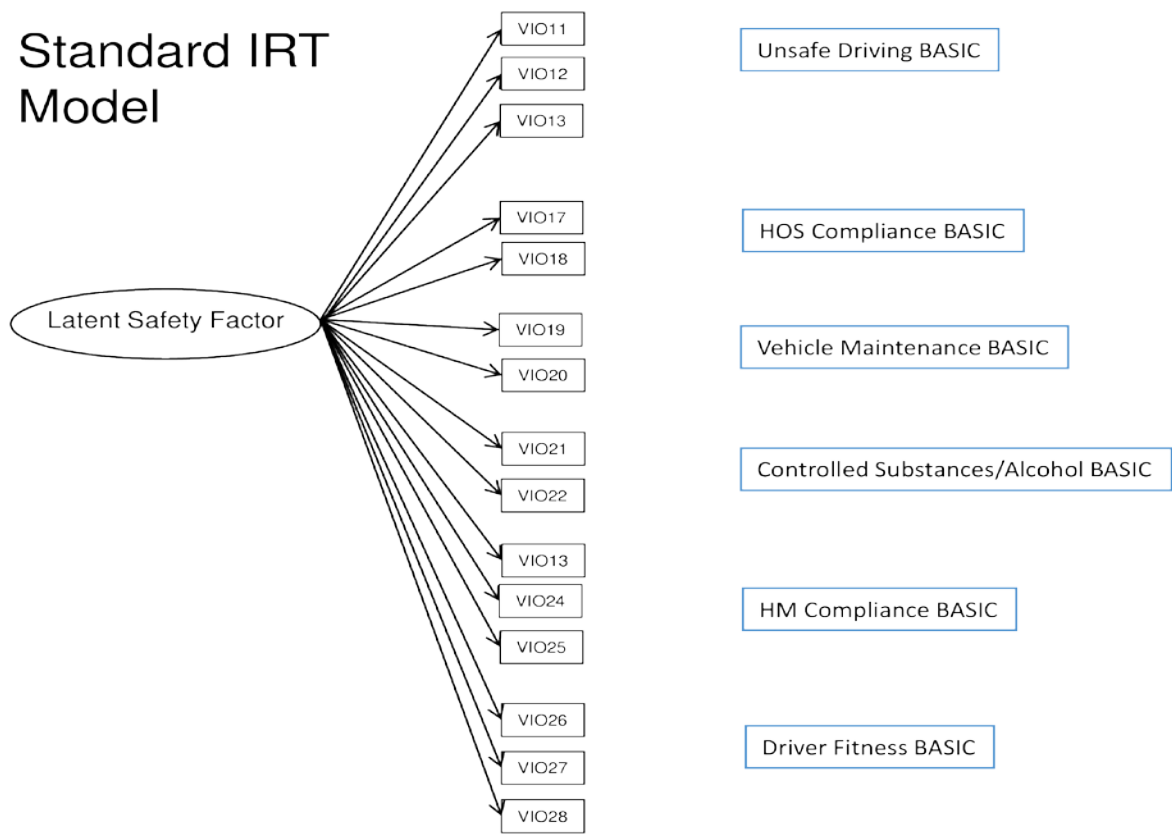 Standard IRT
Model
VIO11
Unsafe Driving BASIC
VIO12
VIO13
VIO17
HOS Compliance BASIC
VIO18
Latent Safety Factor
VIO19
Vehicle Maintenance BASIC
VIO20
VIO21
Controlled Substances/Alcohol BASIC
VIO22
VIO13
VIO24
HM Compliance BASIC
VIO25
VIO26
Driver Fitness BASIC
VIO27
VIO28